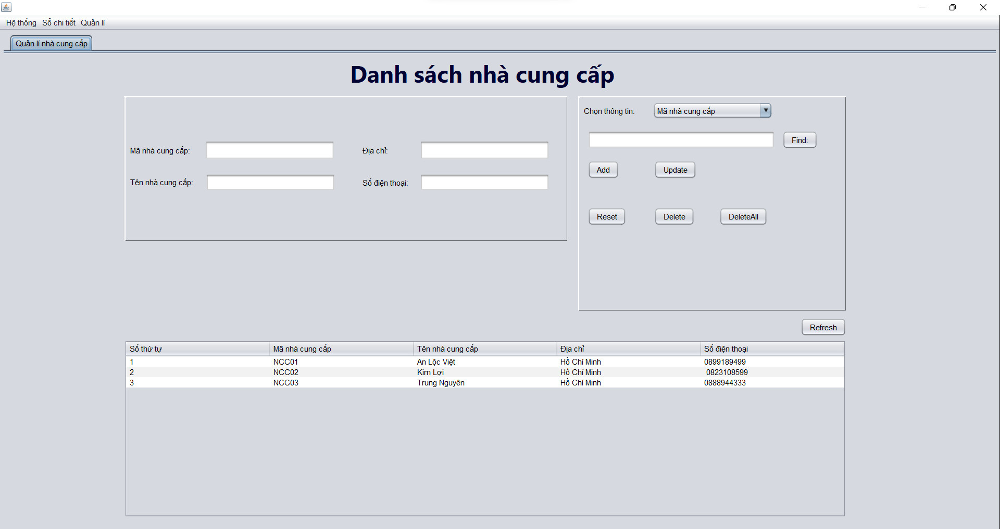 Hệ thống Sổ chi tiết Quản lí
Quản lí nhà cung cấp
Danh sách nhà cung cấp
Mã nhà cung cấp: Địa chỉ:
Tên nhà cung cấp: Số điện thoại:
Chọn thông tin: Mã nhà cung cấp
Find:
Add Update
Reset Delete DeleteAll
Refresh
Số thứ tự Mã nhà cung cấp Tên nhà cung cấp Địa chỉ Số điện thoại
1 NCC01 An Lộc Việt Hồ Chí Minh 0899189499
2 NCC02 Kim Lợi Hồ Chí Minh 0823108599
3 NCC03 Trung Nguyên Hồ Chí Minh 0888944333